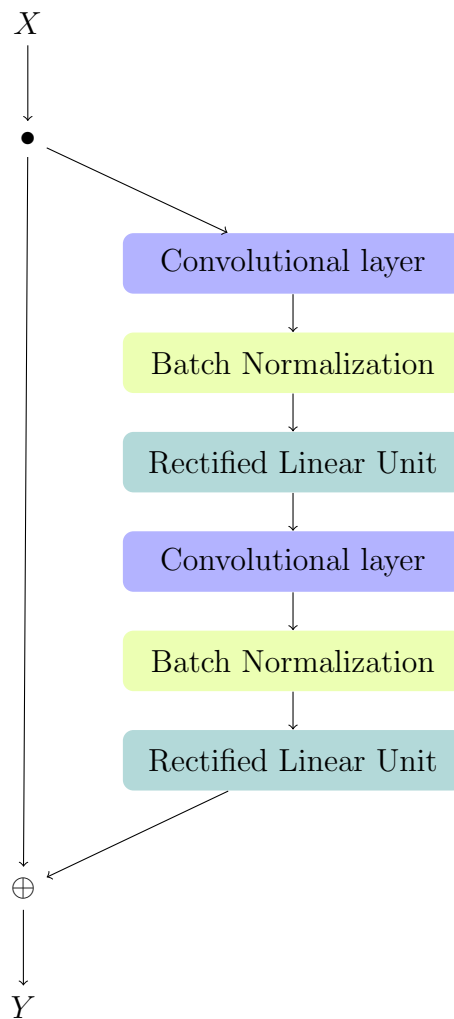 X
Convolutional layer
Batch Normalization
Rectified Linear Unit
Convolutional layer
Batch Normalization
Rectified Linear Unit
⊕
Y